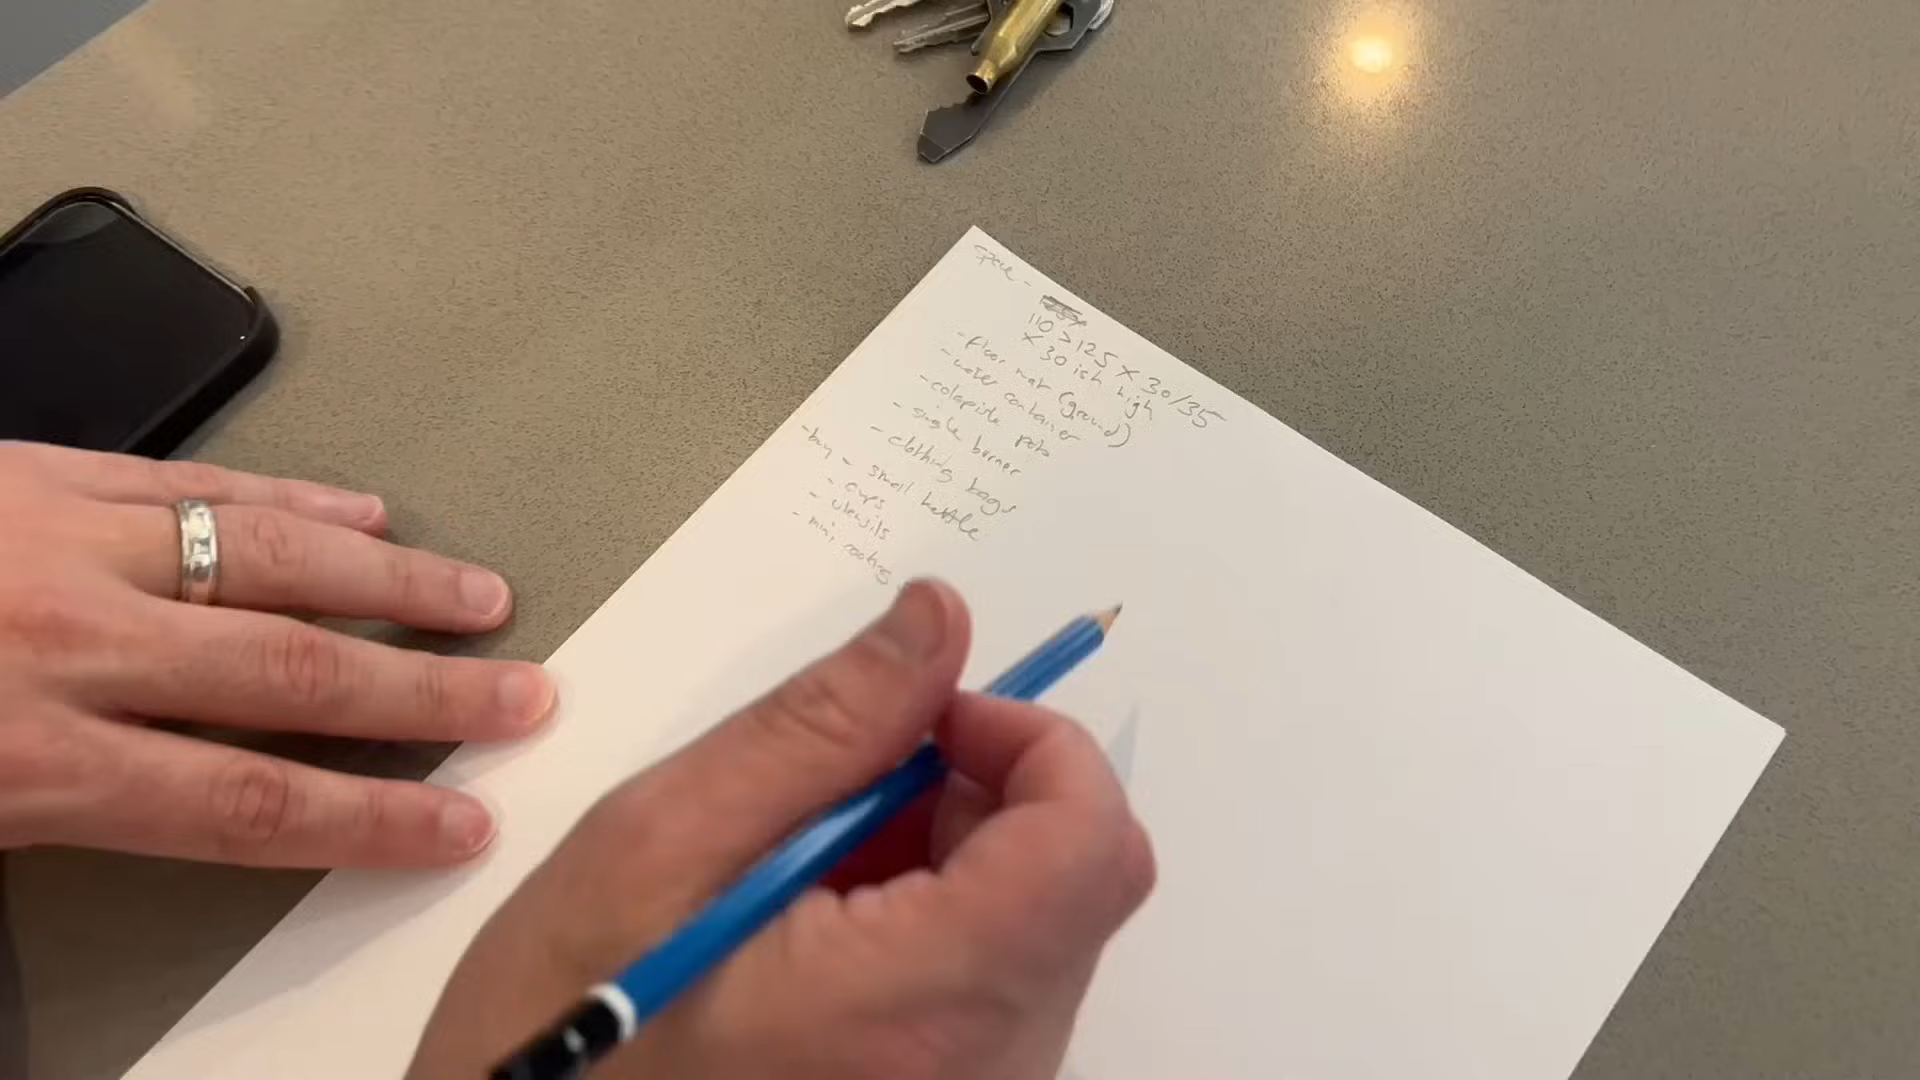 space -
110 > 125 x 30/35
x 30 ish high
- floor mat (ground)
- water container
- colapisle pots
- single burner
- clothing bags
- buy - small kettle
- cups
- utensils
- mini cooking